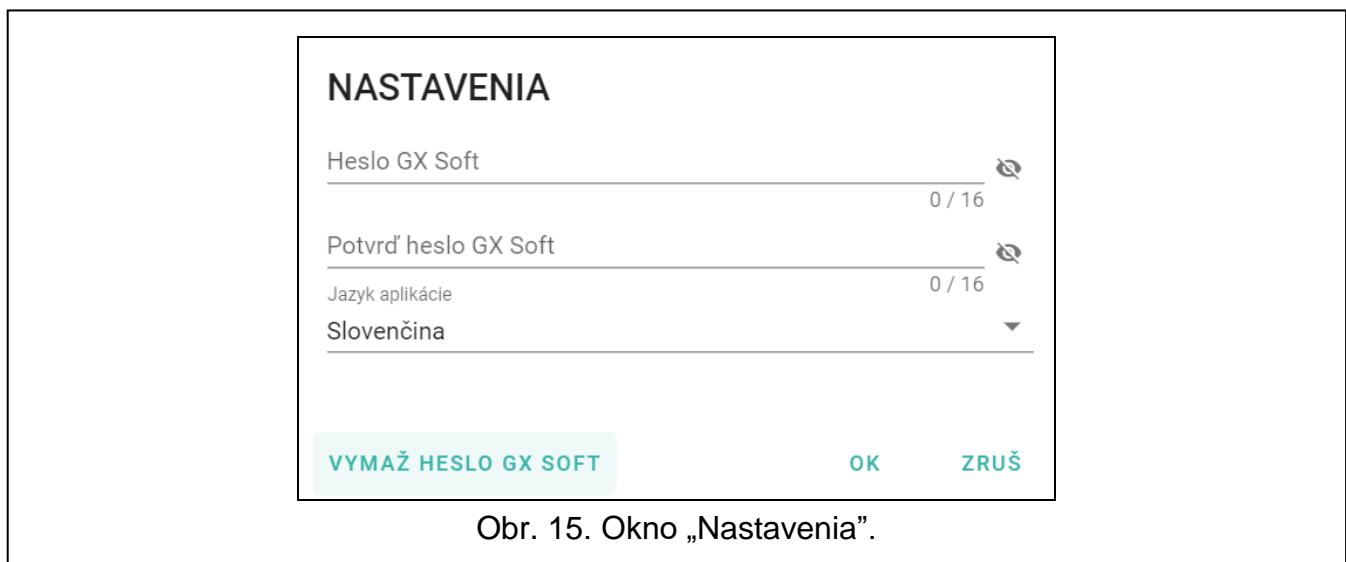 NASTAVENIA
Heslo GX Soft
0 / 16
Potvrď heslo GX Soft
0 / 16
Jazyk aplikácie
Slovenčina
VYMAŽ HESLO GX SOFT OK ZRUŠ
Obr. 15. Okno „Nastavenia”.